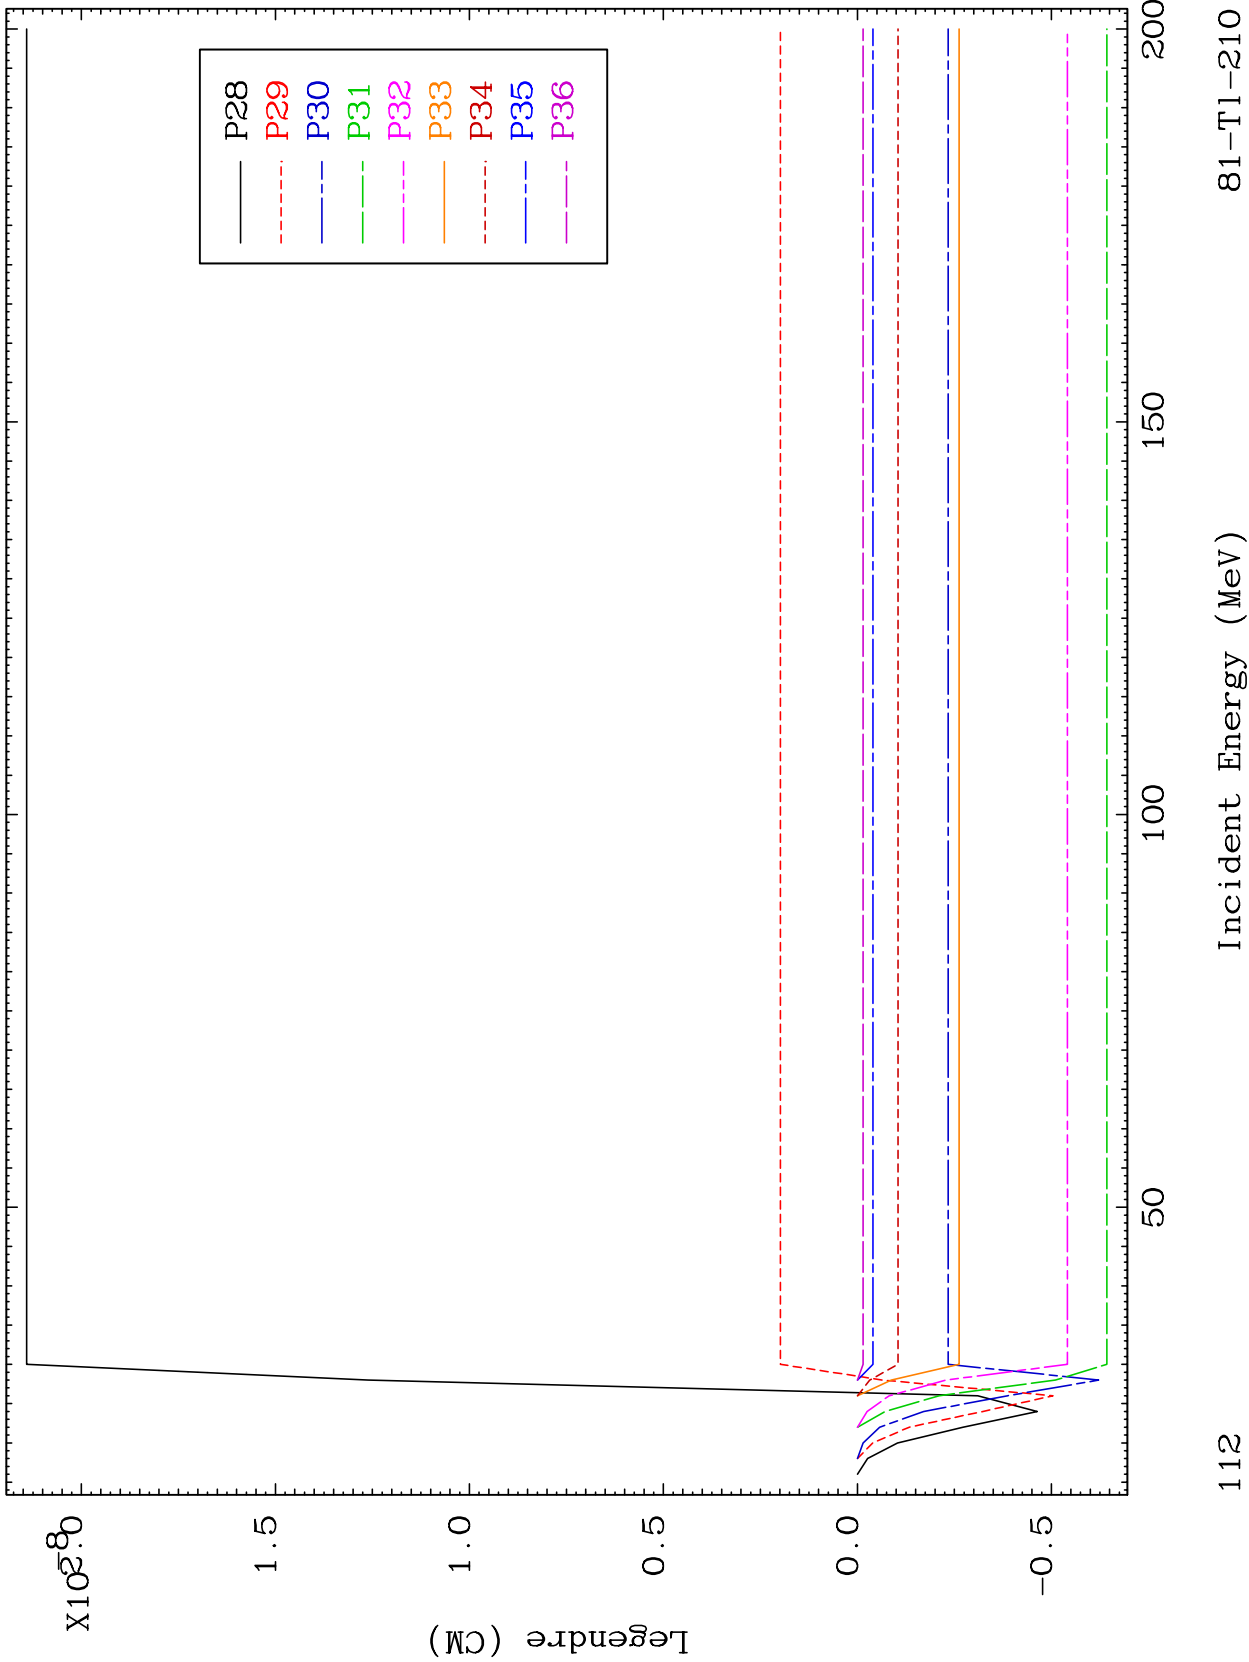 X10-8
2.0
1.5
1.0
0.5
0.0
-0.5
Legendre (CM)
P28
P29
P30
P31
P32
P33
P34
P35
P36
50
100
150
200
112
Incident Energy (MeV)
81-Tl-210